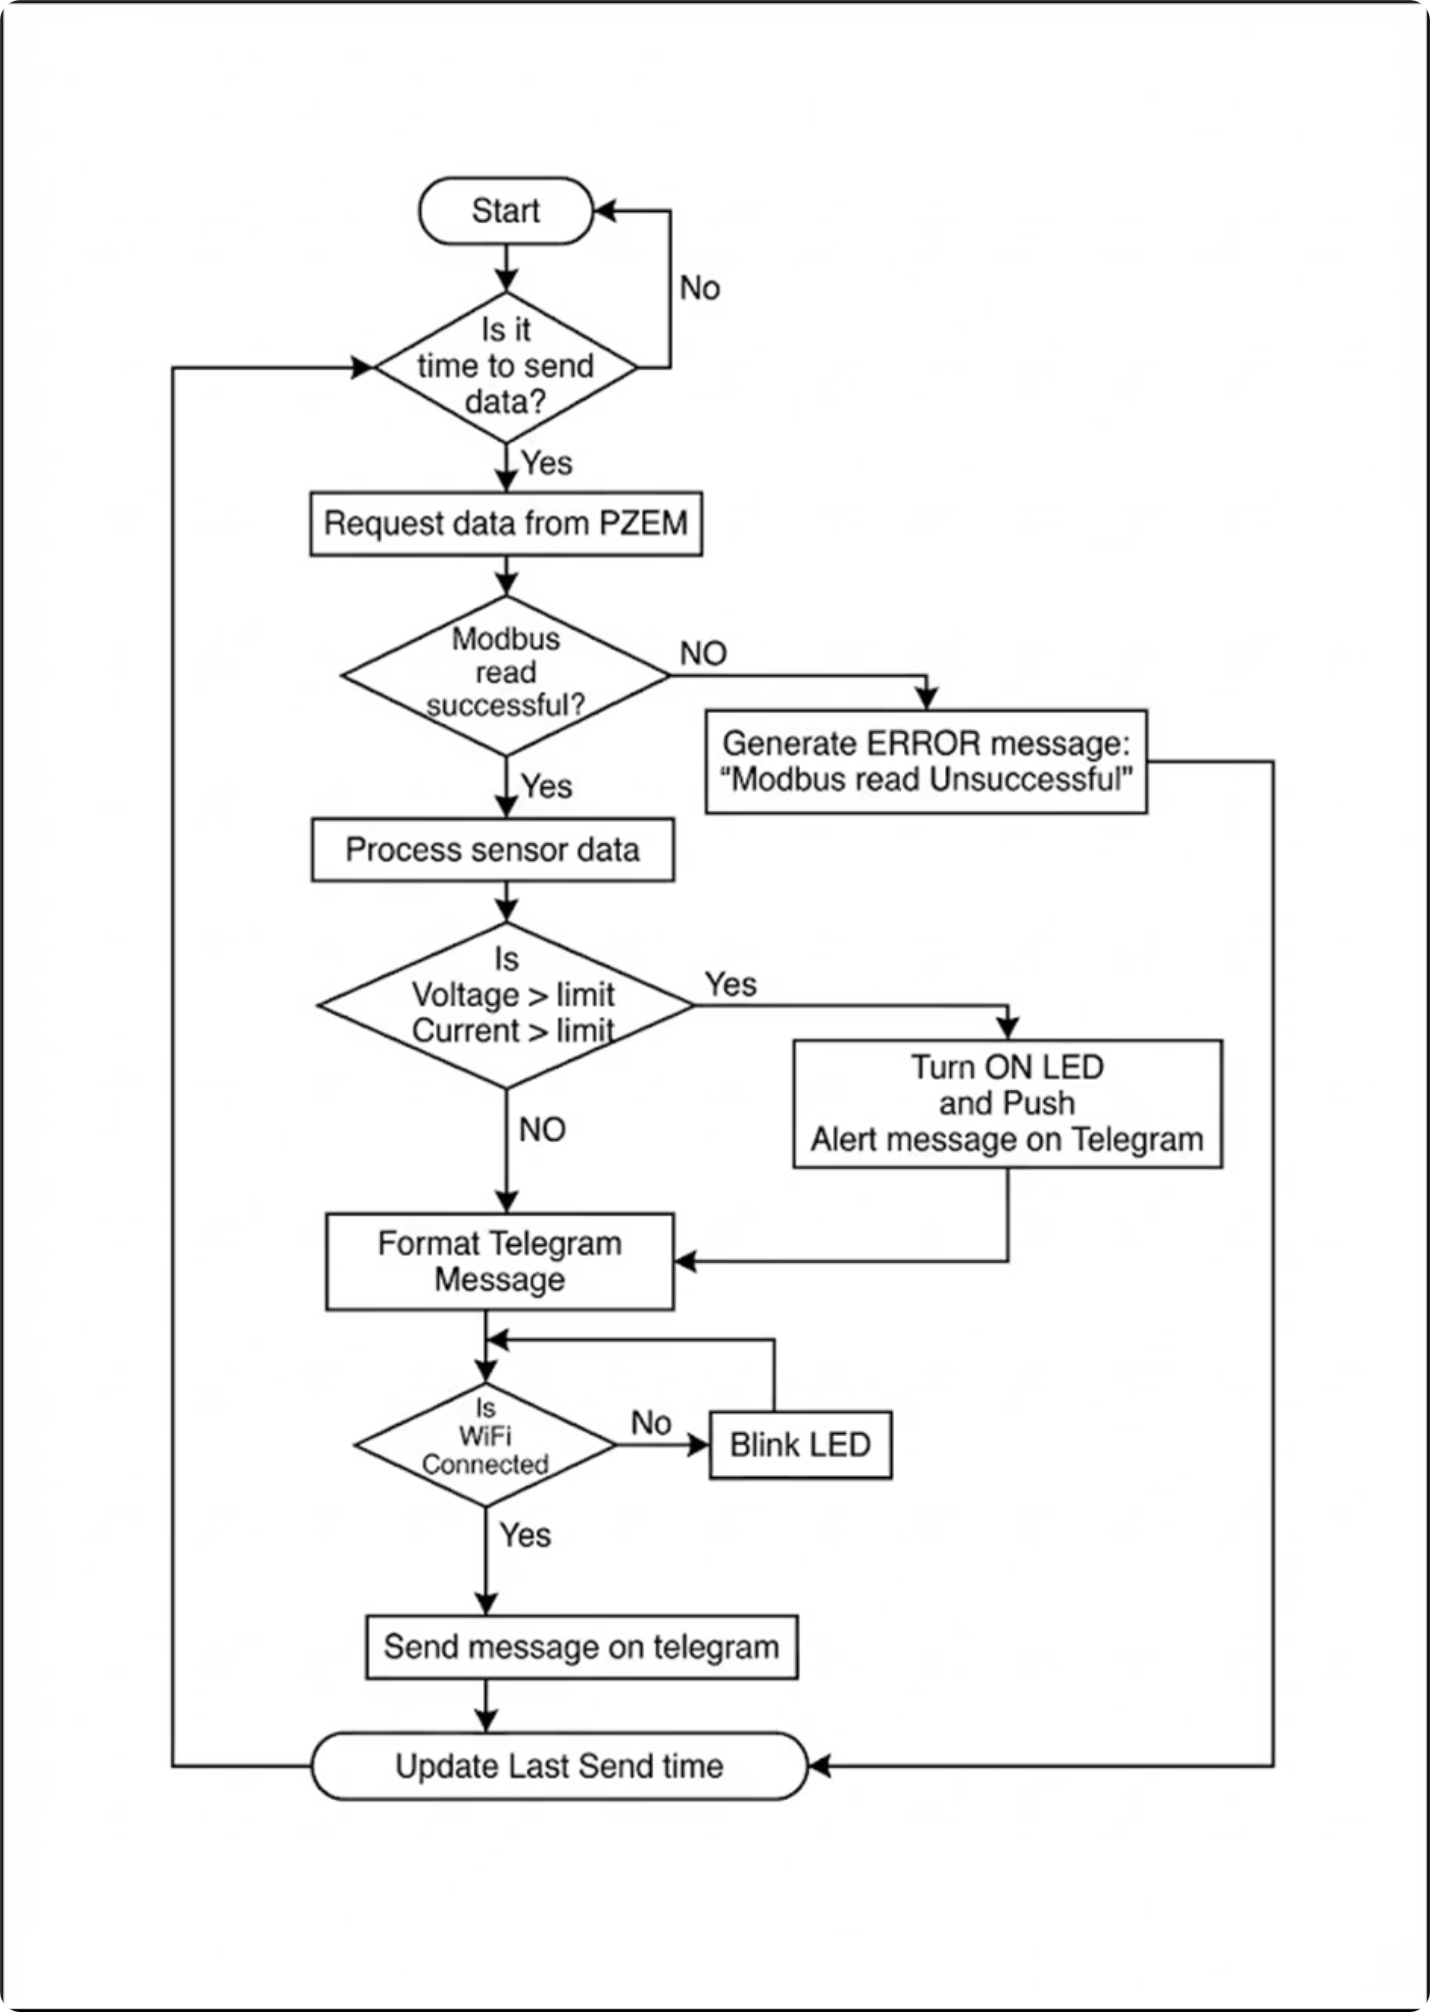 Start
No
Is it
time to send
data?
Yes
Request data from PZEM
Modbus
read
successful?
NO
Generate ERROR message:
“Modbus read Unsuccessful”
Yes
Process sensor data
Is
Voltage > limit
Current > limit
Yes
Turn ON LED
and Push
Alert message on Telegram
NO
Format Telegram
Message
Is
WiFi
Connected
No
Blink LED
Yes
Send message on telegram
Update Last Send time